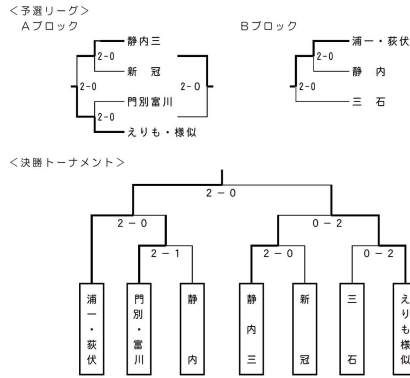 ＜予選リーグ＞
Ａブロック
Ｂブロック
静内三
2-0
新　冠
2-0
2-0
門別富川
2-0
えりも・様似
浦一・荻伏
2-0
静　内
2-0
三　石
＜決勝トーナメント＞
2 － 0
2 － 0
0 － 2
2 － 1
2 － 0
0 － 2
浦一・荻伏
門別・富川
静　内
静内三
新　冠
三　石
えりも様似